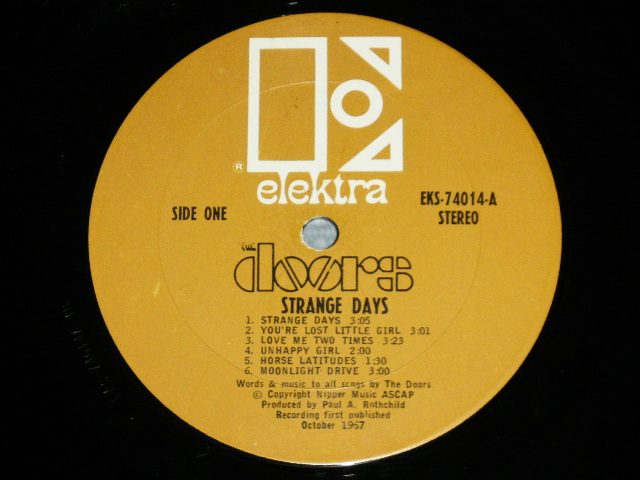 ®
elektra
SIDE ONE
EKS-74014-A
STEREO
THE
doors
STRANGE DAYS
1. STRANGE DAYS 3:05
2. YOU'RE LOST LITTLE GIRL 3:01
3. LOVE ME TWO TIMES 3:23
4. UNHAPPY GIRL 2:00
5. HORSE LATITUDES 1:30
6. MOONLIGHT DRIVE 3:00
Words & music to all songs by The Doors
© Copyright Nipper Music ASCAP
Produced by Paul A. Rothchild
Recording first published
October 1967